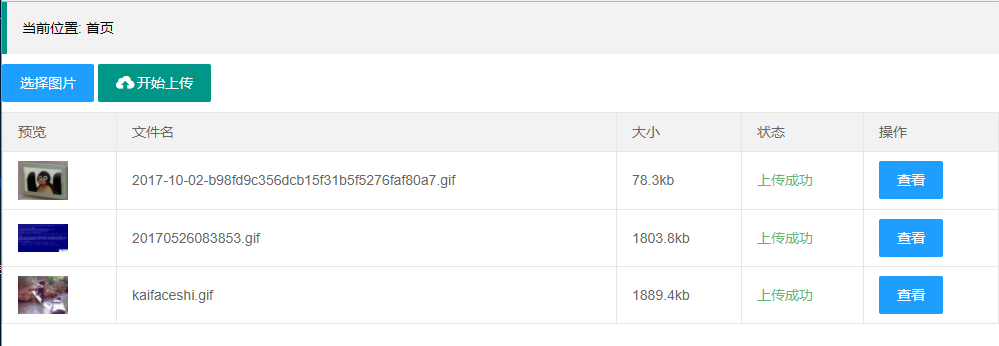 当前位置: 首页
选择图片 开始上传
预览 文件名 大小 状态 操作
2017-10-02-b98fd9c356dcb15f31b5f5276faf80a7.gif 78.3kb 上传成功 查看
20170526083853.gif 1803.8kb 上传成功 查看
kaifaceshi.gif 1889.4kb 上传成功 查看